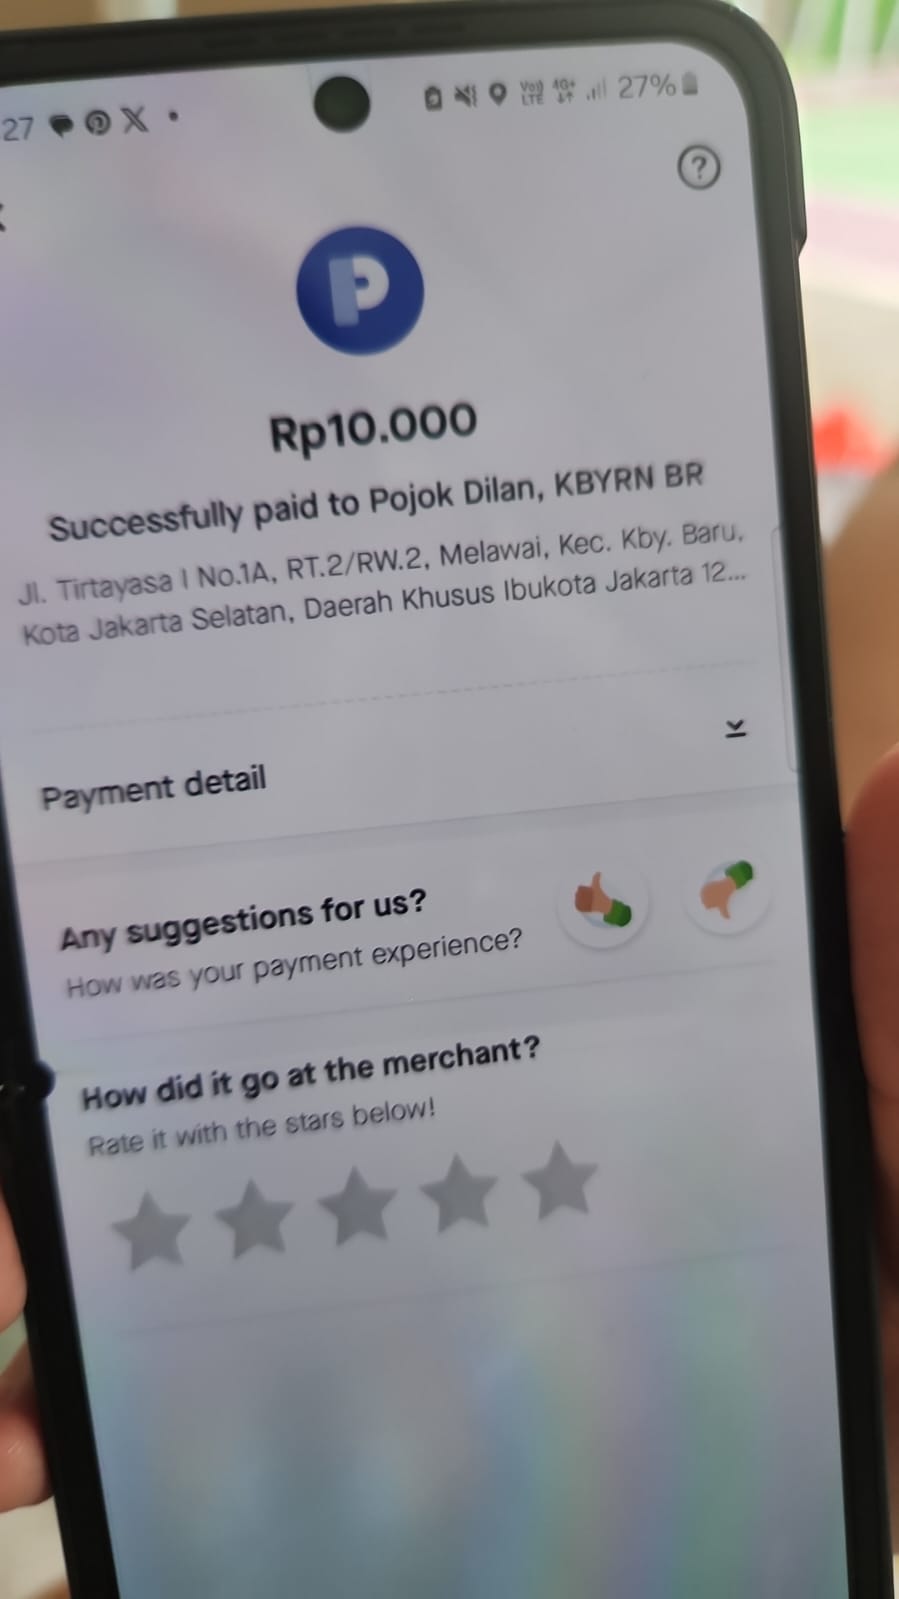 27 27%
Rp10.000
Successfully paid to Pojok Dilan, KBYRN BR
Jl. Tirtayasa I No.1A, RT.2/RW.2, Melawai, Kec. Kby. Baru,
Kota Jakarta Selatan, Daerah Khusus Ibukota Jakarta 12...
Payment detail
Any suggestions for us?
How was your payment experience?
How did it go at the merchant?
Rate it with the stars below!